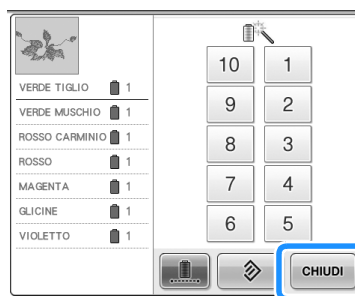 VERDE TIGLIO 1
VERDE MUSCHIO 1
ROSSO CARMINIO 1
ROSSO 1
MAGENTA 1
GLICINE 1
VIOLETTO 1
10 1
9 2
8 3
7 4
6 5
CHIUDI